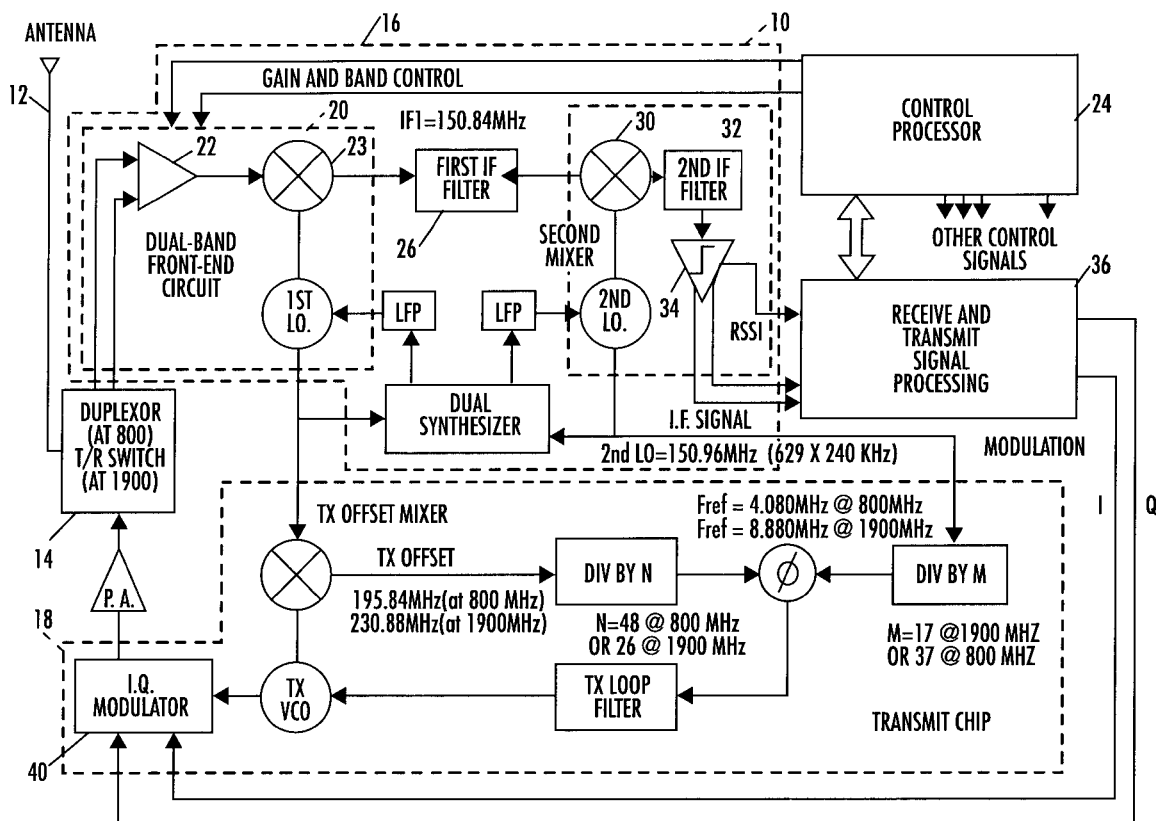 16
10
ANTENNA
12
GAIN AND BAND CONTROL
20
22
23
IF1=150.84MHz
30
32
CONTROL
PROCESSOR
24
FIRST IF
FILTER
26
2ND IF
FILTER
SECOND
MIXER
DUAL-BAND
FRONT-END
CIRCUIT
34
OTHER CONTROL
SIGNALS
36
1ST
LO.
LFP
LFP
2ND
LO.
RSSI
RECEIVE AND
TRANSMIT
SIGNAL
PROCESSING
DUPLEXOR
(AT 800)
T/R SWITCH
(AT 1900)
DUAL
SYNTHESIZER
I.F. SIGNAL
2nd LO=150.96MHz (629 X 240 KHz)
MODULATION
I
Q
14
TX OFFSET MIXER
Fref = 4.080MHz @ 800MHz
Fref = 8.880MHz @ 1900MHz
TX OFFSET
DIV BY N
Ø
DIV BY M
P. A.
195.84MHz(at 800 MHz)
230.88MHz(at 1900MHz)
18
N=48 @ 800 MHz
OR 26 @ 1900 MHz
M=17 @1900 MHZ
OR 37 @ 800 MHZ
I.Q.
MODULATOR
TX
VCO
TX LOOP
FILTER
TRANSMIT CHIP
40